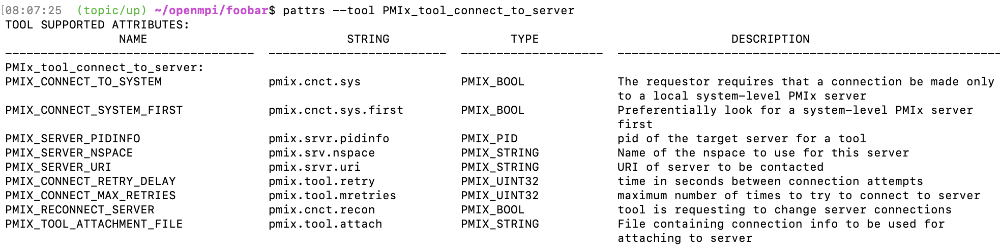 [08:07:25  (topic/up) ~/openmpi/foobar$ pattrs --tool PMIx_tool_connect_to_server
TOOL SUPPORTED ATTRIBUTES:
                NAME                            STRING                 TYPE                           DESCRIPTION
-----------------------------------  -------------------------  --------------------  ------------------------------------------------------
PMIx_tool_connect_to_server:
PMIX_CONNECT_TO_SYSTEM               pmix.cnct.sys              PMIX_BOOL             The requestor requires that a connection be made only
                                                                                      to a local system-level PMIx server
PMIX_CONNECT_SYSTEM_FIRST            pmix.cnct.sys.first        PMIX_BOOL             Preferentially look for a system-level PMIx server
                                                                                      first
PMIX_SERVER_PIDINFO                  pmix.srvr.pidinfo          PMIX_PID              pid of the target server for a tool
PMIX_SERVER_NSPACE                   pmix.srv.nspace            PMIX_STRING           Name of the nspace to use for this server
PMIX_SERVER_URI                      pmix.srvr.uri              PMIX_STRING           URI of server to be contacted
PMIX_CONNECT_RETRY_DELAY             pmix.tool.retry            PMIX_UINT32           time in seconds between connection attempts
PMIX_CONNECT_MAX_RETRIES             pmix.tool.mretries         PMIX_UINT32           maximum number of times to try to connect to server
PMIX_RECONNECT_SERVER                pmix.cnct.recon            PMIX_BOOL             tool is requesting to change server connections
PMIX_TOOL_ATTACHMENT_FILE            pmix.tool.attach           PMIX_STRING           File containing connection info to be used for
                                                                                      attaching to server